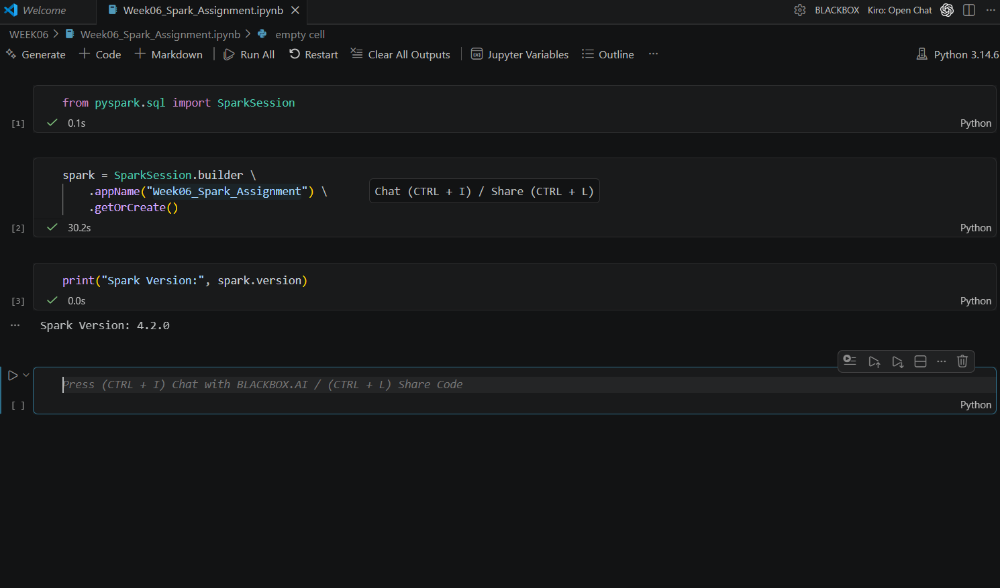 Welcome
Week06_Spark_Assignment.ipynb
BLACKBOX
Kiro: Open Chat
WEEK06 > Week06_Spark_Assignment.ipynb > empty cell
Generate + Code + Markdown | Run All Restart Clear All Outputs | Jupyter Variables Outline ... Python 3.14.6
from pyspark.sql import SparkSession
[1] 0.1s Python
spark = SparkSession.builder \
.appName("Week06_Spark_Assignment") \ Chat (CTRL + I) / Share (CTRL + L)
.getOrCreate()
[2] 30.2s Python
print("Spark Version:", spark.version)
[3] 0.0s Python
... Spark Version: 4.2.0
Press (CTRL + I) Chat with BLACKBOX.AI / (CTRL + L) Share Code
[ ] Python